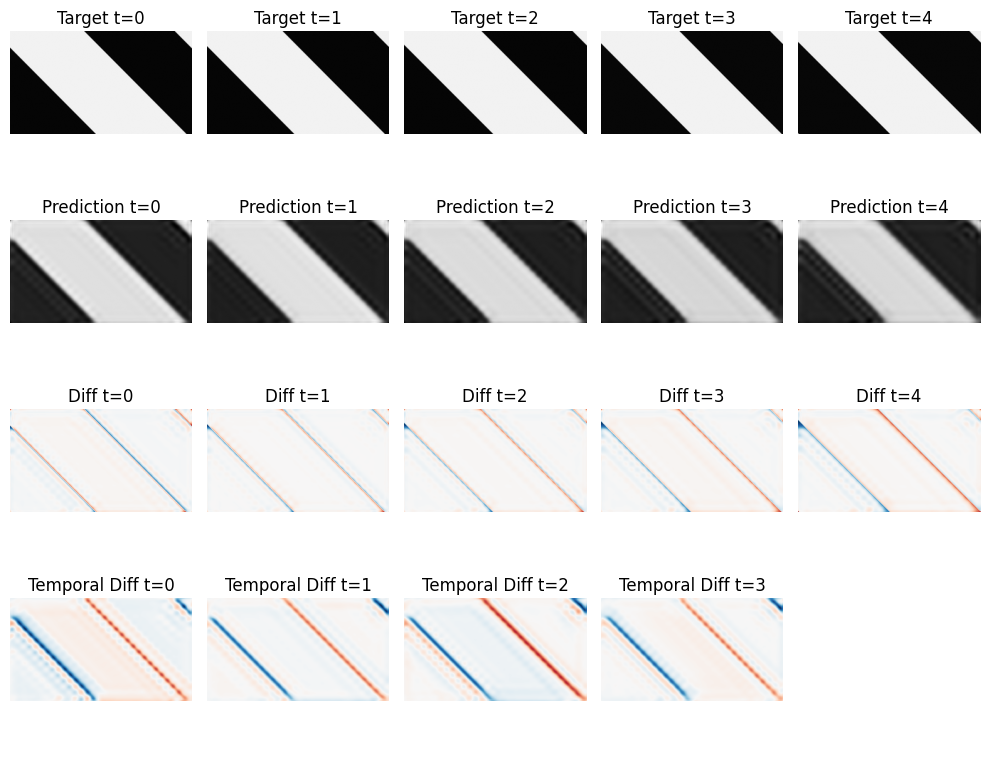 Target t=0 Target t=1 Target t=2 Target t=3 Target t=4
Prediction t=0 Prediction t=1 Prediction t=2 Prediction t=3 Prediction t=4
Diff t=0 Diff t=1 Diff t=2 Diff t=3 Diff t=4
Temporal Diff t=0 Temporal Diff t=1 Temporal Diff t=2 Temporal Diff t=3